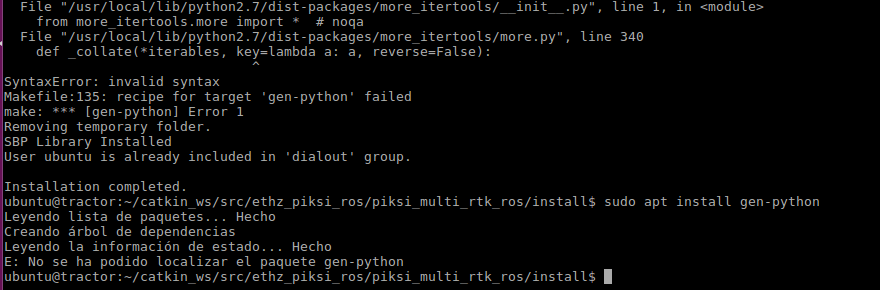 File "/usr/local/lib/python2.7/dist-packages/more_itertools/__init__.py", line 1, in <module>
from more_itertools.more import *  # noqa
File "/usr/local/lib/python2.7/dist-packages/more_itertools/more.py", line 340
def _collate(*iterables, key=lambda a: a, reverse=False):
^
SyntaxError: invalid syntax
Makefile:135: recipe for target 'gen-python' failed
make: *** [gen-python] Error 1
Removing temporary folder.
SBP Library Installed
User ubuntu is already included in 'dialout' group.
Installation completed.
ubuntu@tractor:~/catkin_ws/src/ethz_piksi_ros/piksi_multi_rtk_ros/install$ sudo apt install gen-python
Leyendo lista de paquetes... Hecho
Creando árbol de dependencias
Leyendo la información de estado... Hecho
E: No se ha podido localizar el paquete gen-python
ubuntu@tractor:~/catkin_ws/src/ethz_piksi_ros/piksi_multi_rtk_ros/install$